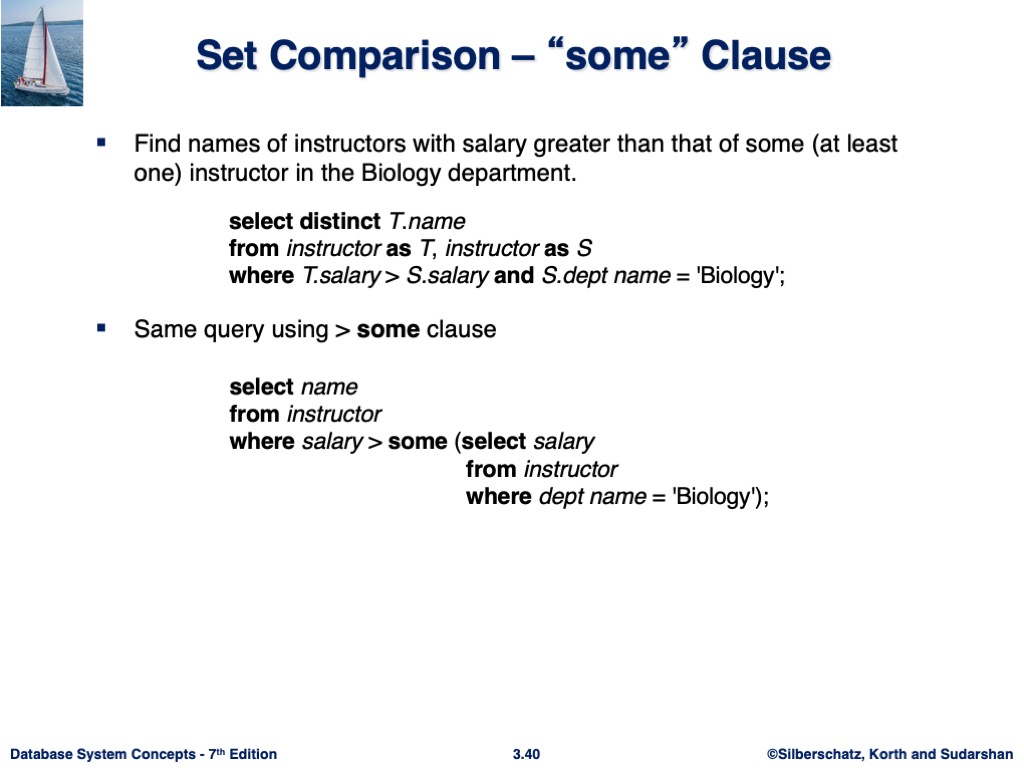 Set Comparison – “some” Clause
▪ Find names of instructors with salary greater than that of some (at least
one) instructor in the Biology department.
select distinct T.name
from instructor as T, instructor as S
where T.salary > S.salary and S.dept name = 'Biology';
▪ Same query using > some clause
select name
from instructor
where salary > some (select salary
from instructor
where dept name = 'Biology');
Database System Concepts - 7th Edition
3.40
©Silberschatz, Korth and Sudarshan